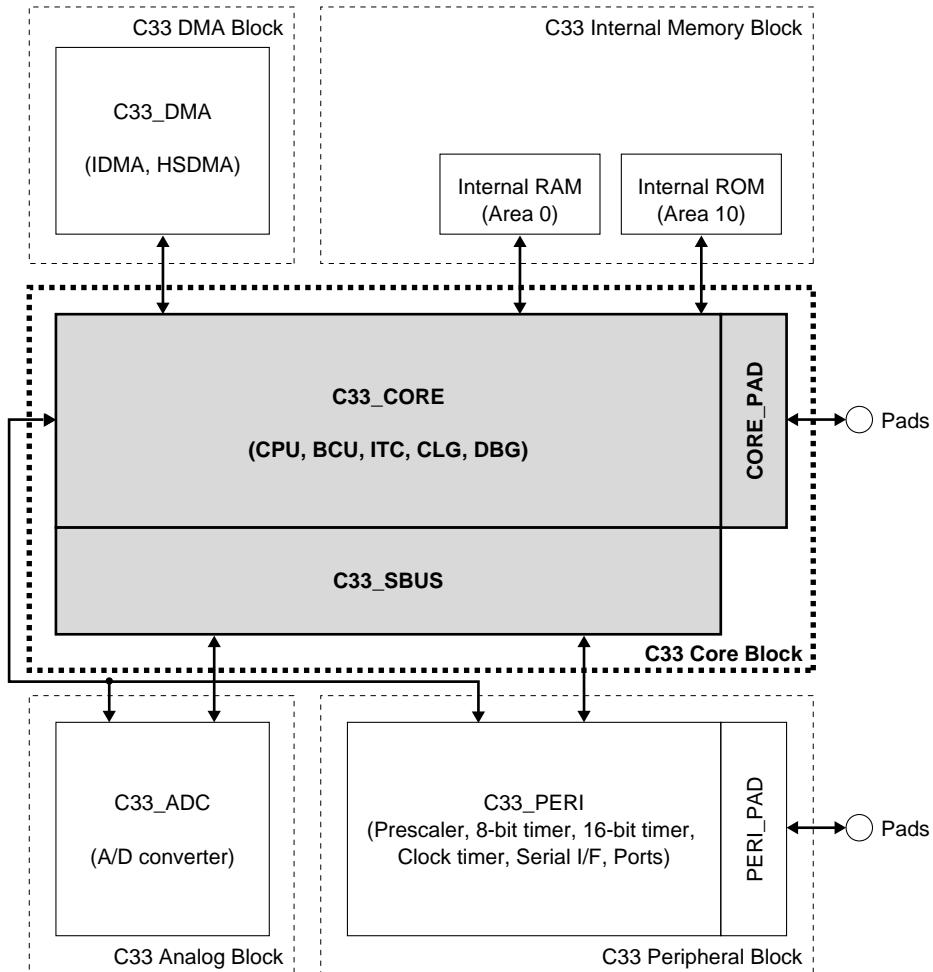 C33 DMA Block
C33 Internal Memory Block
C33_DMA
(IDMA, HSDMA)
Internal RAM
(Area 0)
Internal ROM
(Area 10)
C33_CORE
(CPU, BCU, ITC, CLG, DBG)
CORE_PAD
Pads
C33_SBUS
C33 Core Block
C33_ADC
(A/D converter)
C33_PERI
(Prescaler, 8-bit timer, 16-bit timer,
Clock timer, Serial I/F, Ports)
PERI_PAD
Pads
C33 Analog Block
C33 Peripheral Block